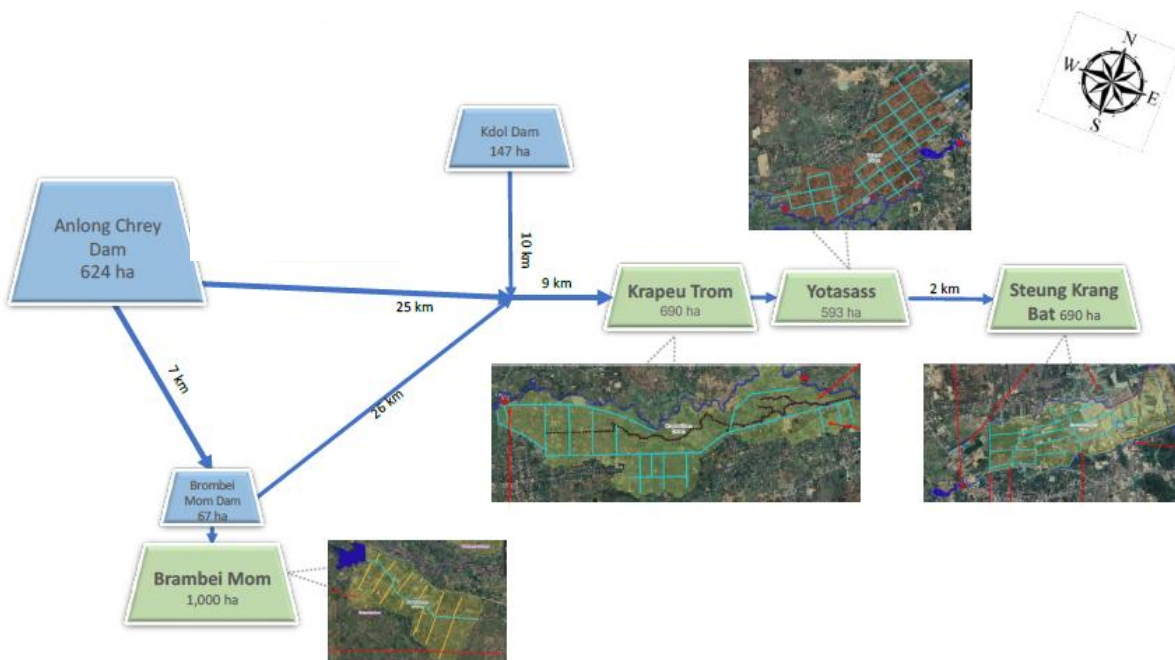 N
W
E
S
Kdol Dam
147 ha
Anlong Chrey
Dam
624 ha
10 km
25 km
9 km
Krapeu Trom
690 ha
Yotasass
593 ha
2 km
Steung Krang
Bat 690 ha
7 km
26 km
Brombei
Mom Dam
67 ha
Brambei Mom
1,000 ha